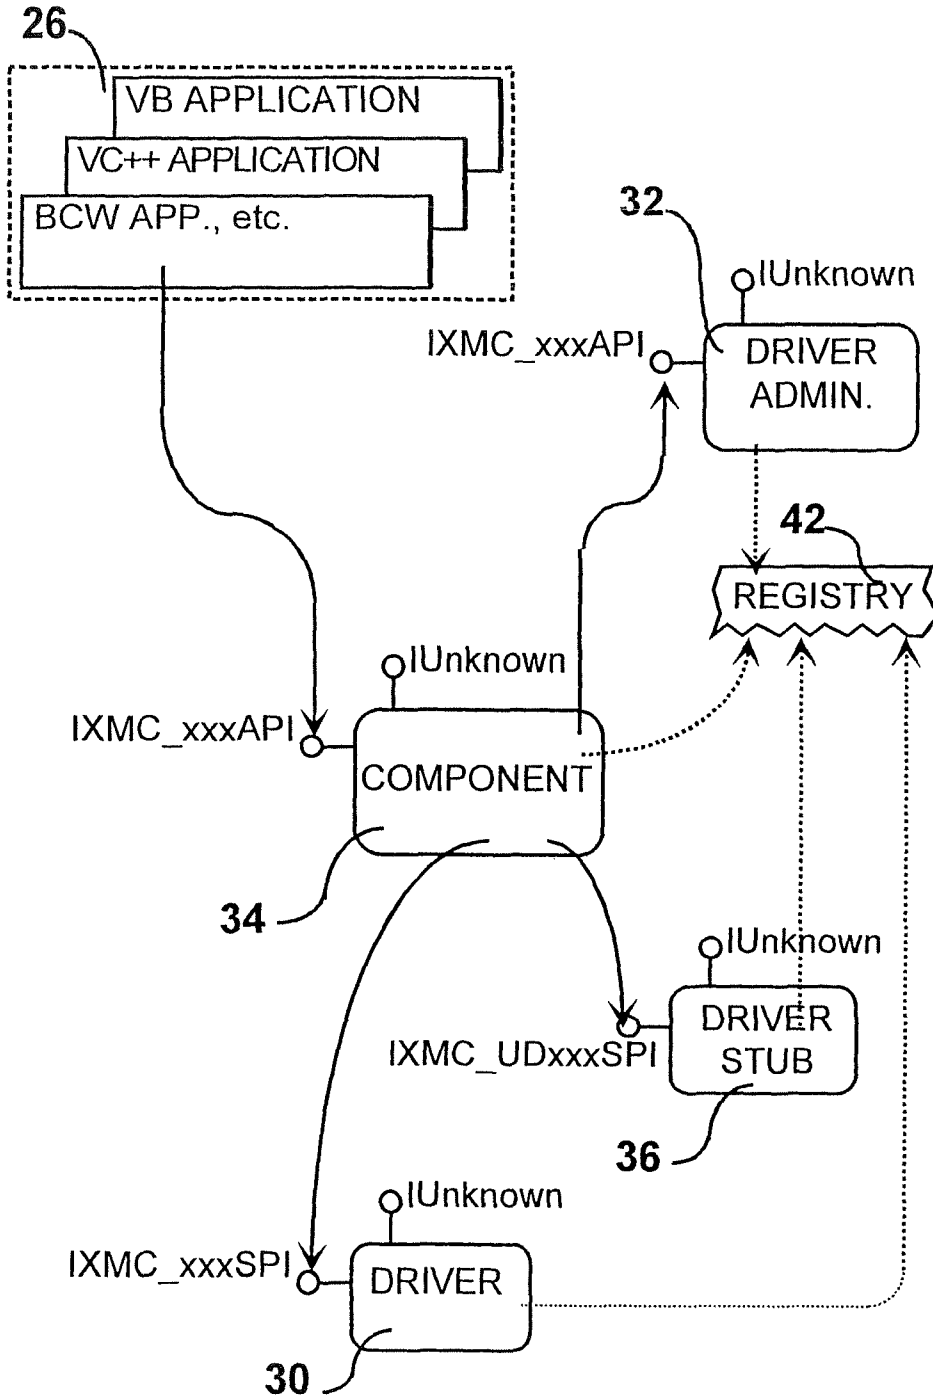 26
VB APPLICATION
VC++ APPLICATION
BCW APP., etc.
32
IUnknown
IXMC_xxxAPI
DRIVER
ADMIN.
42
REGISTRY
IUnknown
IXMC_xxxAPI
COMPONENT
34
IUnknown
DRIVER
STUB
IXMC_UDxxxSPI
36
IUnknown
IXMC_xxxSPI
DRIVER
30